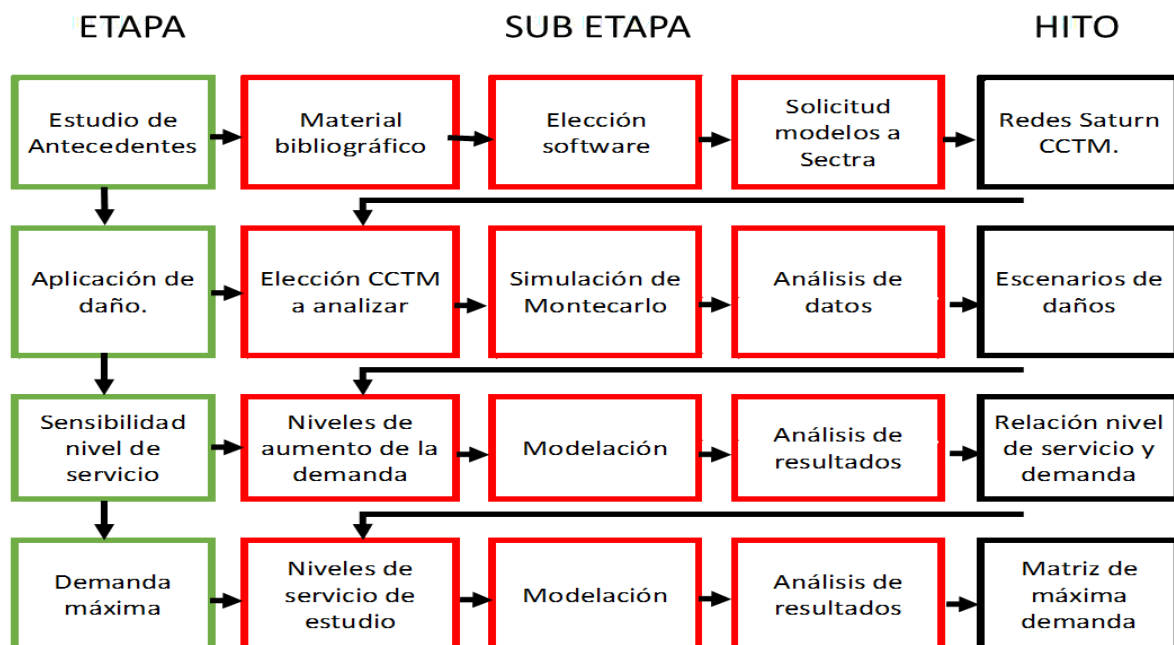 ETAPA
SUB ETAPA
HITO
Estudio de
Antecedentes
Material
bibliográfico
Elección
software
Solicitud
modelos a
Sectra
Redes Saturn
CCTM.
Aplicación de
daño.
Elección CCTM
a analizar
Simulación de
Montecarlo
Análisis de
datos
Escenarios de
daños
Sensibilidad
nivel de
servicio
Niveles de
aumento de la
demanda
Modelación
Análisis de
resultados
Relación nivel
de servicio y
demanda
Demanda
máxima
Niveles de
servicio de
estudio
Modelación
Análisis de
resultados
Matriz de
máxima
demanda